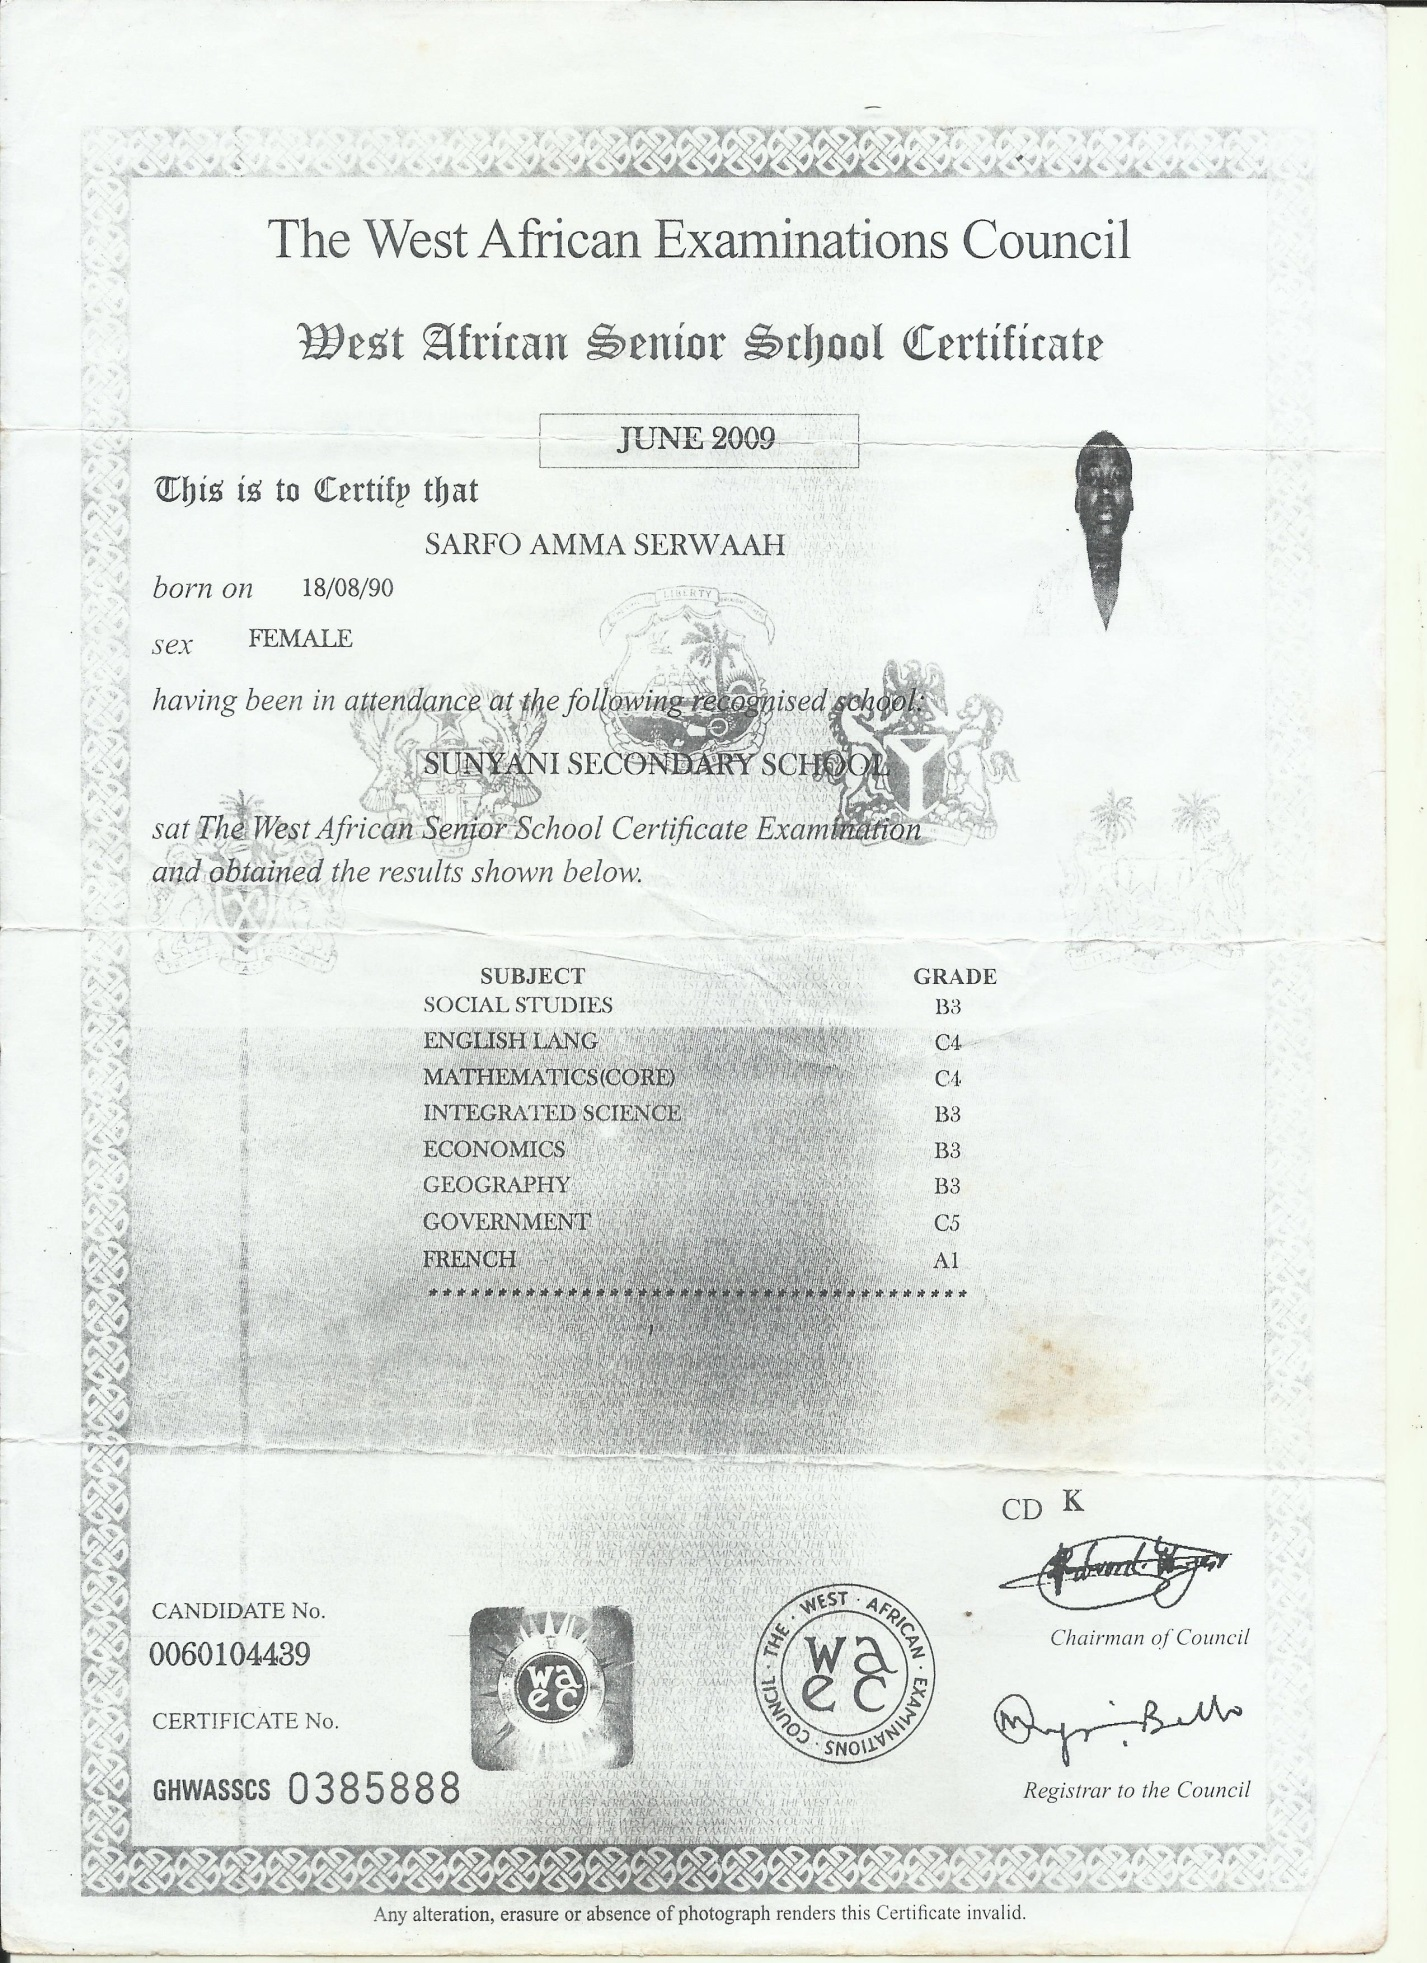 The West African Examinations Council
West African Senior School Certificate
JUNE 2009
This is to Certify that
SARFO AMMA SERWAAH
born on 18/08/90
sex FEMALE
having been in attendance at the following recognised school:
LIBERTY
SUNYANI SECONDARY SCHOOL
sat The West African Senior School Certificate Examination
and obtained the results shown below.
SUBJECT GRADE
SOCIAL STUDIES B3
ENGLISH LANG C4
MATHEMATICS(CORE) C4
INTEGRATED SCIENCE B3
ECONOMICS B3
GEOGRAPHY B3
GOVERNMENT C5
FRENCH A1
***************************************
CD K
Chairman of Council
CANDIDATE No.
0060104439
CERTIFICATE No.
GHWASSCS 0385888
waec
THE · WEST · AFRICAN · EXAMINATIONS · COUNCIL ·
waec
Bello
Registrar to the Council
Any alteration, erasure or absence of photograph renders this Certificate invalid.